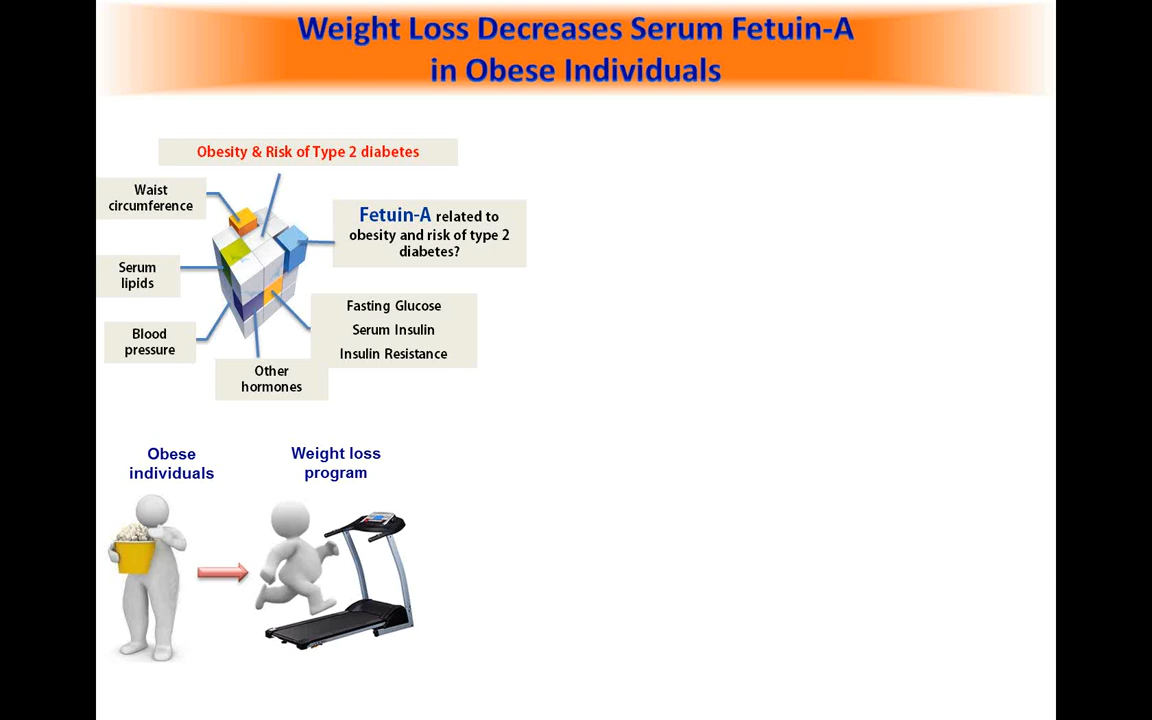 Weight Loss Decreases Serum Fetuin-A
in Obese Individuals
Obesity & Risk of Type 2 diabetes
Waist
circumference
Fetuin-A related to
obesity and risk of type 2
diabetes?
Serum
lipids
Fasting Glucose
Serum Insulin
Insulin Resistance
Blood
pressure
Other
hormones
Obese
individuals
Weight loss
program